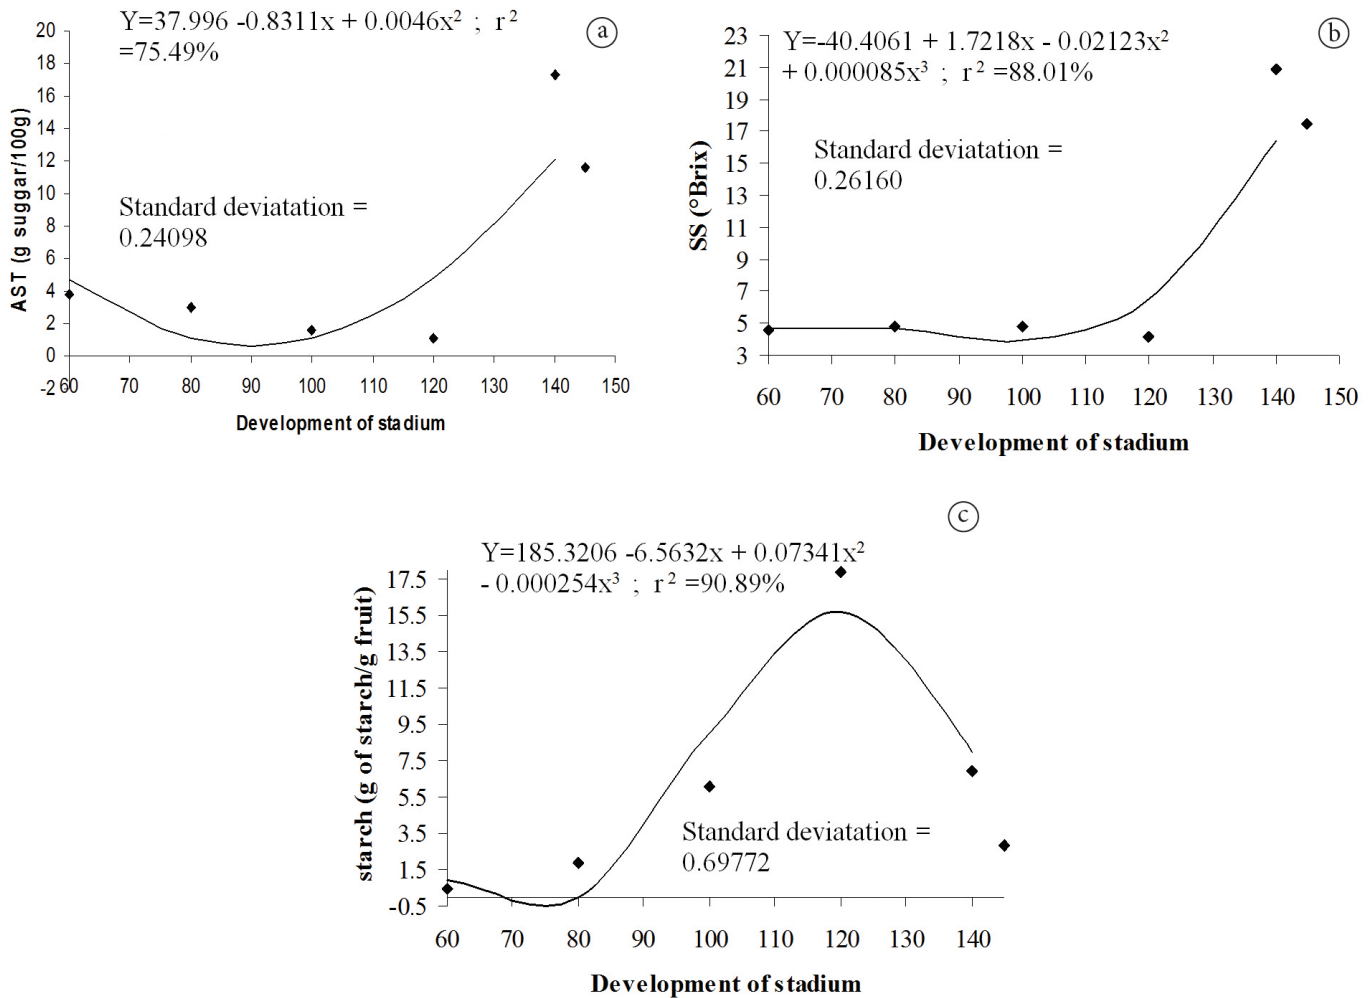 Y=37.996 -0.8311x + 0.0046x² ; r²
=75.49%
a
Standard deviatation =
0.24098
AST (g suggar/100g)
20
18
16
14
12
10
8
6
4
2
0
-2
60 70 80 90 100 110 120 130 140 150
Development of stadium
Y=-40.4061 + 1.7218x - 0.02123x²
+ 0.000085x³ ; r² =88.01%
b
Standard deviatation =
0.26160
SS (°Brix)
23
21
19
17
15
13
11
9
7
5
3
60 70 80 90 100 110 120 130 140 150
Development of stadium
c
Y=185.3206 -6.5632x + 0.07341x²
- 0.000254x³ ; r² =90.89%
Standard deviatation =
0.69772
starch (g of starch/g fruit)
17.5
15.5
13.5
11.5
9.5
7.5
5.5
3.5
1.5
-0.5
60 70 80 90 100 110 120 130 140
Development of stadium